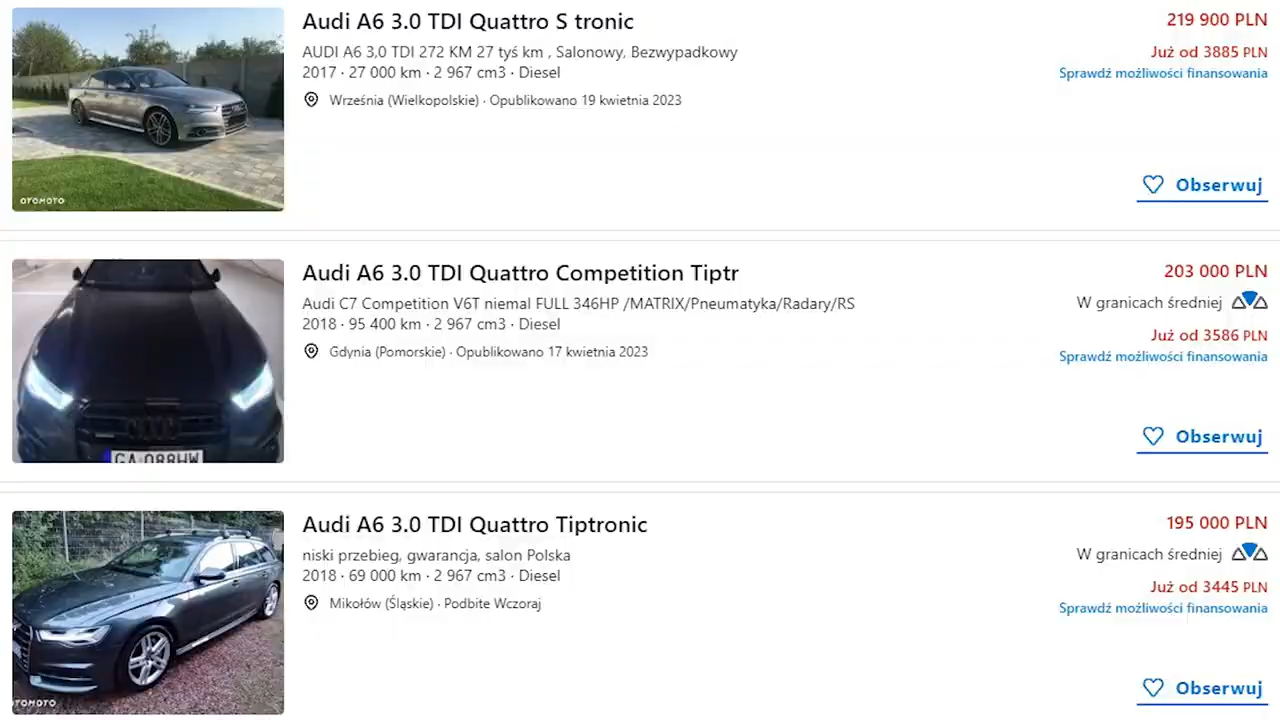 Audi A6 3.0 TDI Quattro S tronic
219 900 PLN
AUDI A6 3,0 TDI 272 KM 27 tyś km , Salonowy, Bezwypadkowy
Już od 3885 PLN
2017 · 27 000 km · 2 967 cm3 · Diesel
Sprawdź możliwości finansowania
Września (Wielkopolskie) · Opublikowano 19 kwietnia 2023
OTOMOTO
Obserwuj
Audi A6 3.0 TDI Quattro Competition Tiptr
203 000 PLN
Audi C7 Competition V6T niemal FULL 346HP /MATRIX/Pneumatyka/Radary/RS
W granicach średniej
2018 · 95 400 km · 2 967 cm3 · Diesel
Już od 3586 PLN
Gdynia (Pomorskie) · Opublikowano 17 kwietnia 2023
Sprawdź możliwości finansowania
Obserwuj
GA 088HW
Audi A6 3.0 TDI Quattro Tiptronic
195 000 PLN
niski przebieg, gwarancja, salon Polska
W granicach średniej
2018 · 69 000 km · 2 967 cm3 · Diesel
Już od 3445 PLN
Mikołów (Śląskie) · Podbite Wczoraj
Sprawdź możliwości finansowania
Obserwuj
OTOMOTO